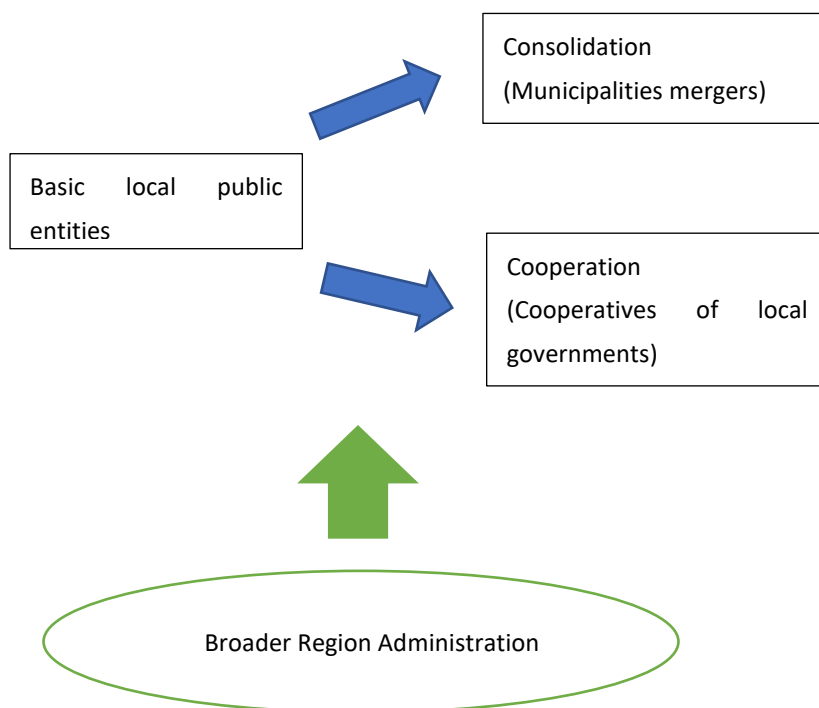 Consolidation
(Municipalities mergers)
Basic local public
entities
Cooperation
(Cooperatives of local
governments)
Broader Region Administration